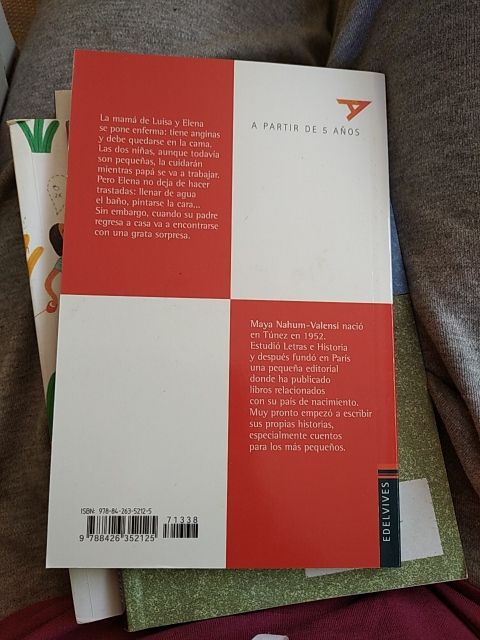 La mamá de Luisa y Elena
se pone enferma: tiene anginas
y debe quedarse en la cama.
Las dos niñas, aunque todavía
son pequeñas, la cuidarán
mientras papá se va a trabajar.
Pero Elena no deja de hacer
trastadas: llenar de agua
el baño, pintarse la cara...
Sin embargo, cuando su padre
regresa a casa va a encontrarse
con una grata sorpresa.
A PARTIR DE 5 AÑOS
Maya Nahum-Valensi nació
en Túnez en 1952.
Estudió Letras e Historia
y después fundó en París
una pequeña editorial
donde ha publicado
libros relacionados
con su país de nacimiento.
Muy pronto empezó a escribir
sus propias historias,
especialmente cuentos
para los más pequeños.
ISBN: 978-84-263-5212-5
71338
9 788426 352125
EDELVIVES